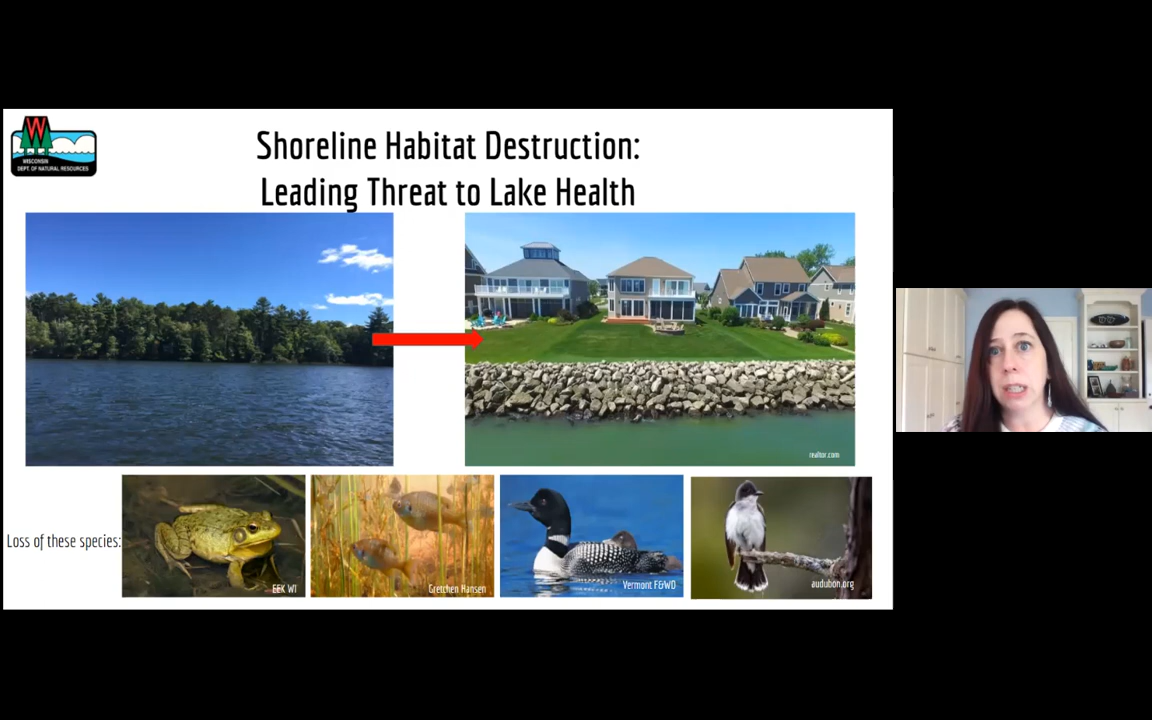 WISCONSIN
DEPT. OF NATURAL RESOURCES
Shoreline Habitat Destruction:
Leading Threat to Lake Health
realtor.com
Loss of these species:
EEK WI
Gretchen Hansen
Vermont F&WD
audubon.org